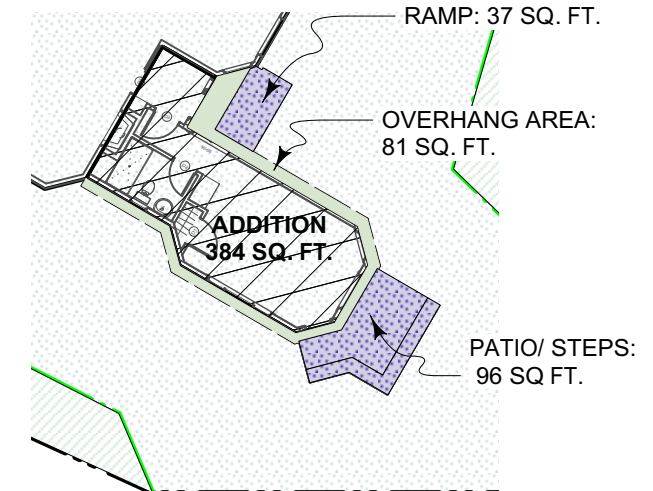 RAMP: 37 SQ. FT.
OVERHANG AREA:
81 SQ. FT.
ADDITION
384 SQ. FT.
PATIO/ STEPS:
96 SQ FT.